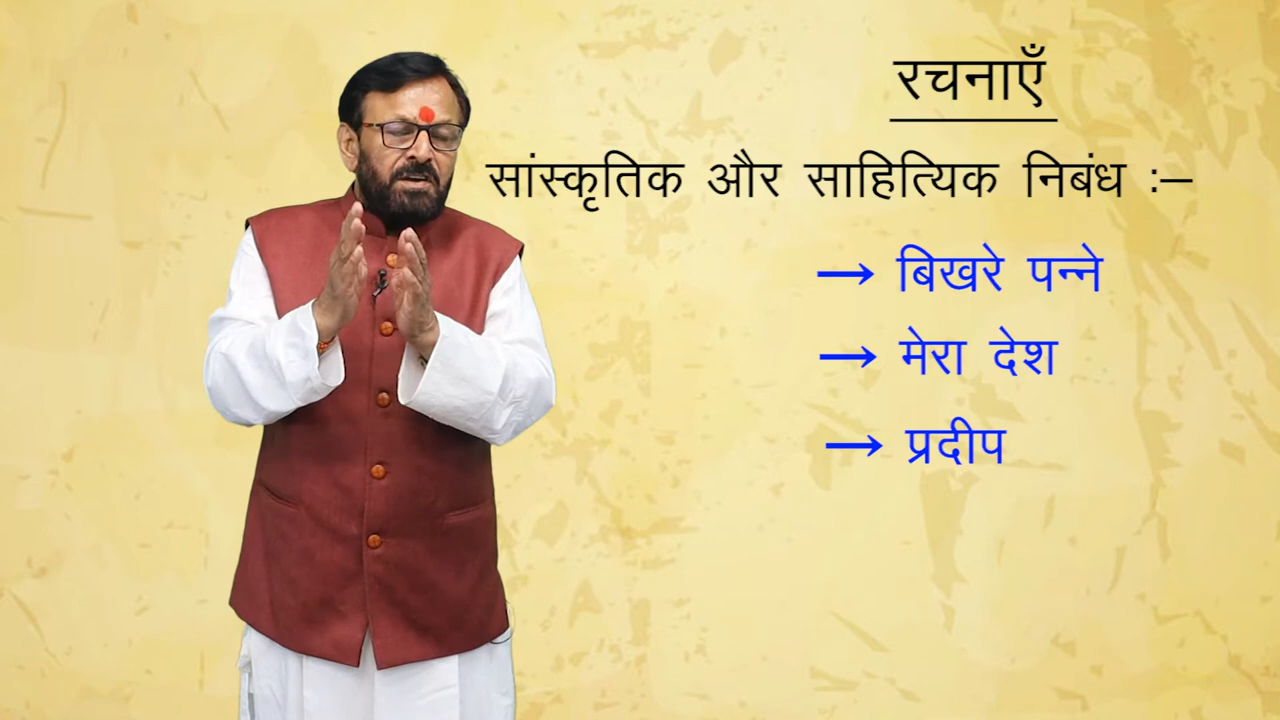 रचनाएँ
सांस्कृतिक और साहित्यिक निबंध :–
→ बिखरे पन्ने
→ मेरा देश
→ प्रदीप